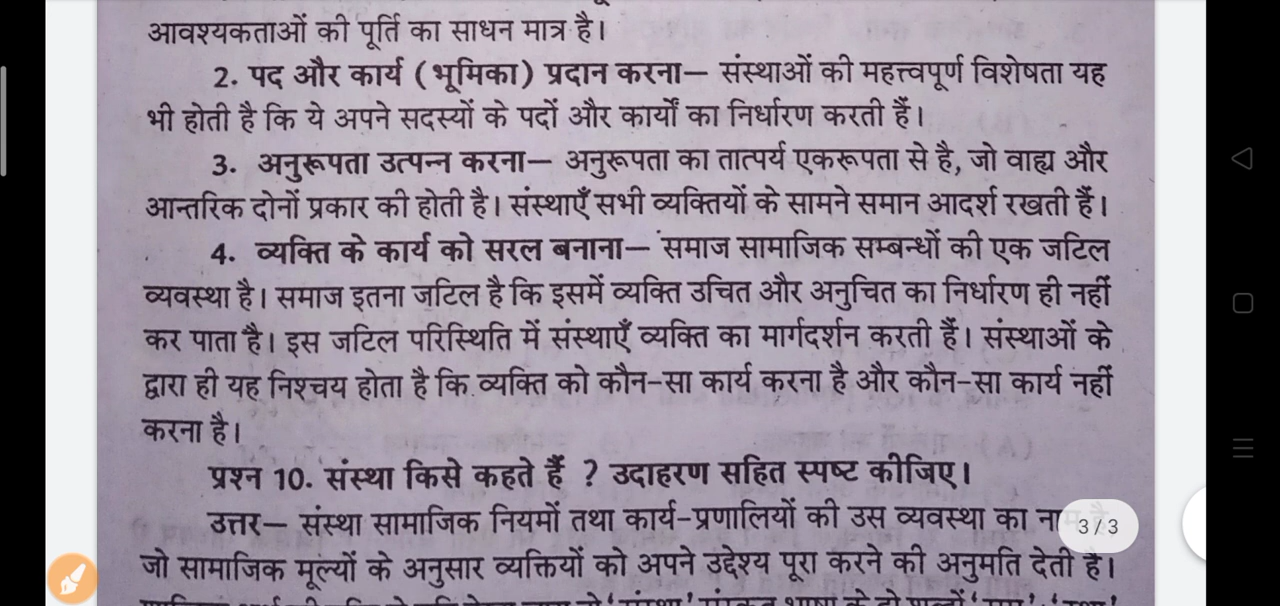 आवश्यकताओं की पूर्ति का साधन मात्र है।
2. पद और कार्य (भूमिका) प्रदान करना— संस्थाओं की महत्त्वपूर्ण विशेषता यह
भी होती है कि ये अपने सदस्यों के पदों और कार्यों का निर्धारण करती हैं।
3. अनुरूपता उत्पन्न करना— अनुरूपता का तात्पर्य एकरूपता से है, जो वाह्य और
आन्तरिक दोनों प्रकार की होती है। संस्थाएँ सभी व्यक्तियों के सामने समान आदर्श रखती हैं।
4. व्यक्ति के कार्य को सरल बनाना— समाज सामाजिक सम्बन्धों की एक जटिल
व्यवस्था है। समाज इतना जटिल है कि इसमें व्यक्ति उचित और अनुचित का निर्धारण ही नहीं
कर पाता है। इस जटिल परिस्थिति में संस्थाएँ व्यक्ति का मार्गदर्शन करती हैं। संस्थाओं के
द्वारा ही यह निश्चय होता है कि व्यक्ति को कौन-सा कार्य करना है और कौन-सा कार्य नहीं
करना है।
प्रश्न 10. संस्था किसे कहते हैं ? उदाहरण सहित स्पष्ट कीजिए।
उत्तर— संस्था सामाजिक नियमों तथा कार्य-प्रणालियों की उस व्यवस्था का
3/3
जो सामाजिक मूल्यों के अनुसार व्यक्तियों को अपने उद्देश्य पूरा करने की अनुमति देती है।